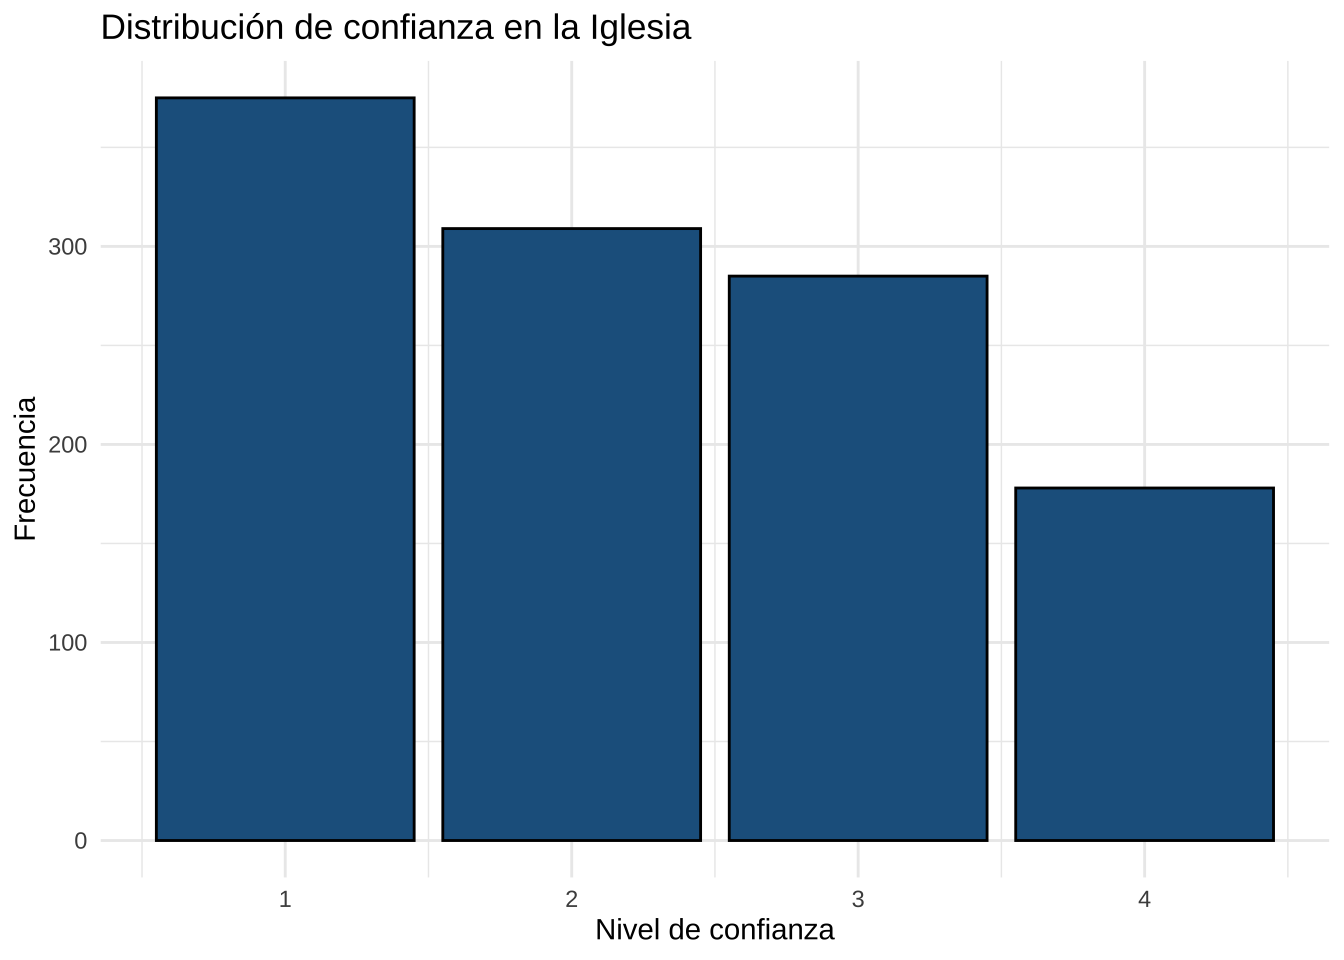 Distribución de confianza en la Iglesia
Frecuencia
300
200
100
0
1 2 3 4
Nivel de confianza